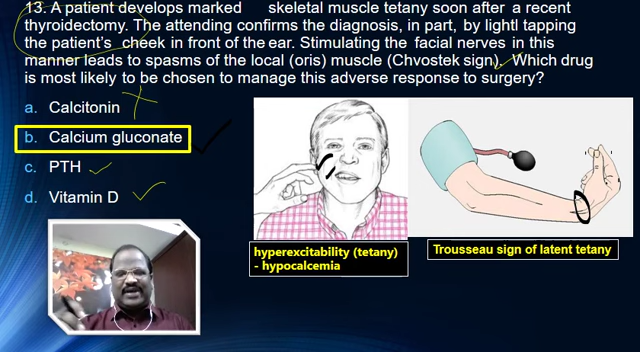 13. A patient develops marked skeletal muscle tetany soon after a recent
thyroidectomy. The attending confirms the diagnosis, in part, by lightl tapping
the patient's cheek in front of the ear. Stimulating the facial nerves in this
manner leads to spasms of the local (oris) muscle (Chvostek sign). Which drug
is most likely to be chosen to manage this adverse response to surgery?
a. Calcitonin
b. Calcium gluconate
c. PTH
d. Vitamin D
hyperexcitability (tetany)
- hypocalcemia
Trousseau sign of latent tetany